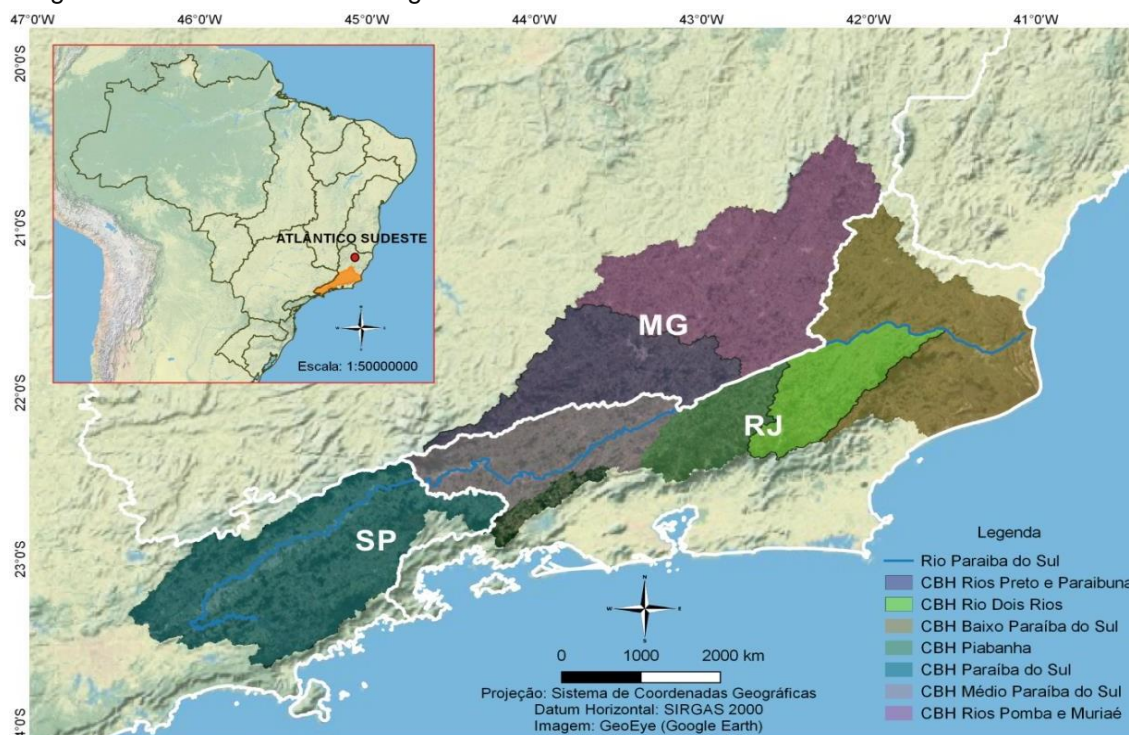 47°0'W
45°0'W
44°0'W
43°0'W
42°0'W
41°0'W
20°0'S
21°0'S
22°0'S
23°0'S
4°0'S
ATLÂNTICO SUDESTE
Escala: 1:50000000
MG
RJ
SP
Legenda
Rio Paraiba do Sul
CBH Rios Preto e Paraibuna
CBH Rio Dois Rios
CBH Baixo Paraíba do Sul
CBH Piabanha
CBH Paraíba do Sul
CBH Médio Paraíba do Sul
CBH Rios Pomba e Muriaé
0 1000 2000 km
Projeção: Sistema de Coordenadas Geográficas
Datum Horizontal: SIRGAS 2000
Imagem: GeoEye (Google Earth)